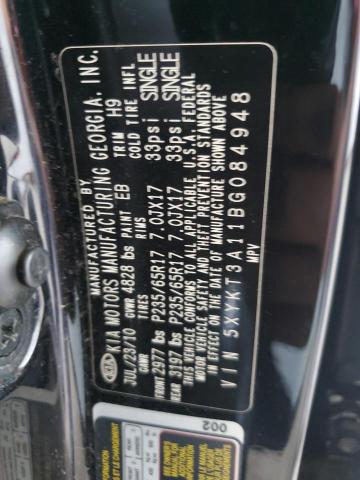 MANUFACTURED BY
KIA MOTORS MANUFACTURING GEORGIA, INC.
KIA
JUL/23/10 GVWR 4828 lbs PAINT EB TRIM H9
GAWR TIRES RIMS COLD TIRE INFL
FRONT 2977 lbs P235/65R17 7.0JX17 33psi SINGLE
REAR 3197 lbs P235/65R17 7.0JX17 33psi SINGLE
THIS VEHICLE CONFORMS TO ALL APPLICABLE U.S.A. FEDERAL
MOTOR VEHICLE SAFETY AND THEFT PREVENTION STANDARDS
IN EFFECT ON THE DATE OF MANUFACTURE SHOWN ABOVE.
VIN 5XYKT3A11BG084948
MPV
002